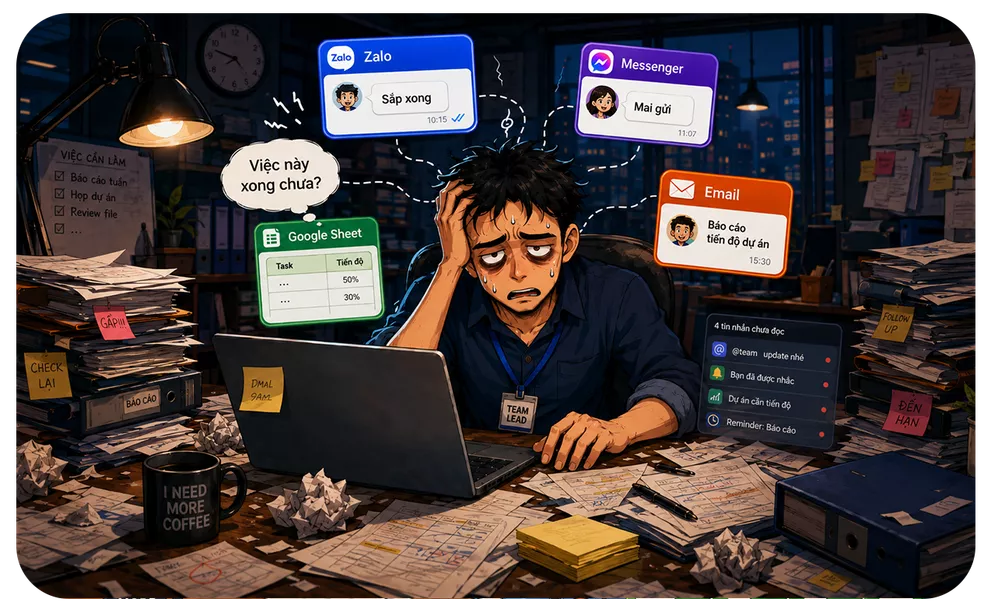 Zalo
Zalo
Sắp xong
10:15
Messenger
Mai gửi
11:07
Việc này
xong chưa?
VIỆC CẦN LÀM
Báo cáo tuần
Họp dự án
Review file
...
Google Sheet
Task
Tiến độ
...
50%
...
30%
Email
Báo cáo
tiến độ dự án
15:30
4 tin nhắn chưa đọc
@team update nhé
Bạn đã được nhắc
Dự án cần tiến độ
Reminder: Báo cáo
GẤP!!!
CHECK
LẠI
BÁO CÁO
9AM
TEAM
LEAD
FOLLOW
UP
ĐẾN
HẠN
I NEED
MORE
COFFEE